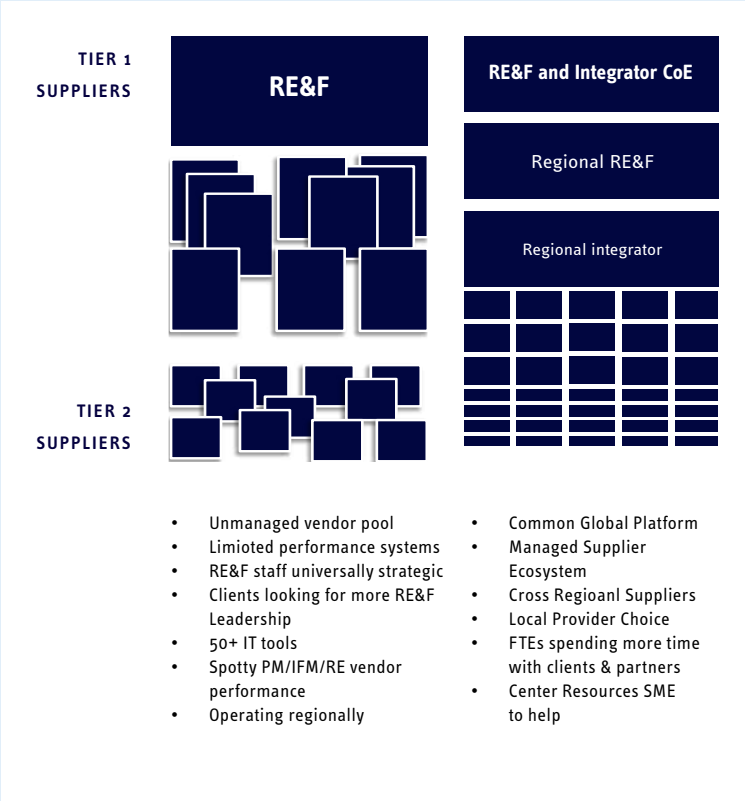 TIER 1
SUPPLIERS
RE&F
RE&F and Integrator CoE
Regional RE&F
Regional integrator
TIER 2
SUPPLIERS
• Unmanaged vendor pool
• Limioted performance systems
• RE&F staff universally strategic
• Clients looking for more RE&F
Leadership
• 50+ IT tools
• Spotty PM/IFM/RE vendor
performance
• Operating regionally
• Common Global Platform
• Managed Supplier
Ecosystem
• Cross Regioanl Suppliers
• Local Provider Choice
• FTEs spending more time
with clients & partners
• Center Resources SME
to help